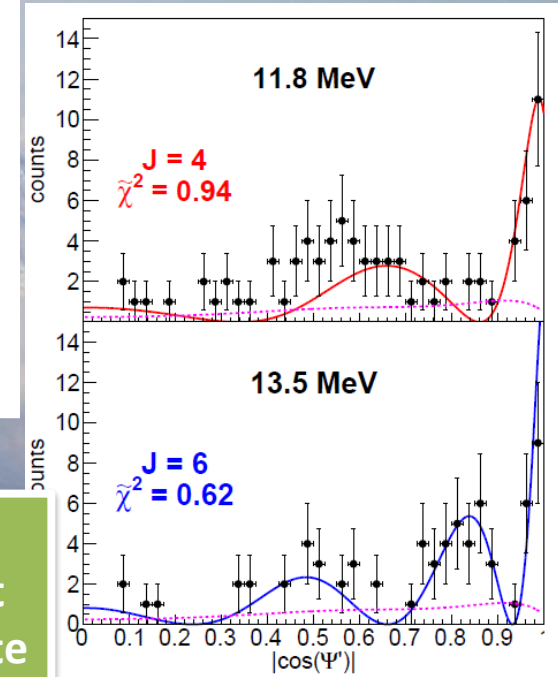 14
12
10
8
6
4
2
counts
11.8 MeV
J = 4
χ̃² = 0.94
14
12
10
8
6
4
2
0
13.5 MeV
J = 6
χ̃² = 0.62
0 0.1 0.2 0.3 0.4 0.5 0.6 0.7 0.8 0.9
|cos(Ψ')|